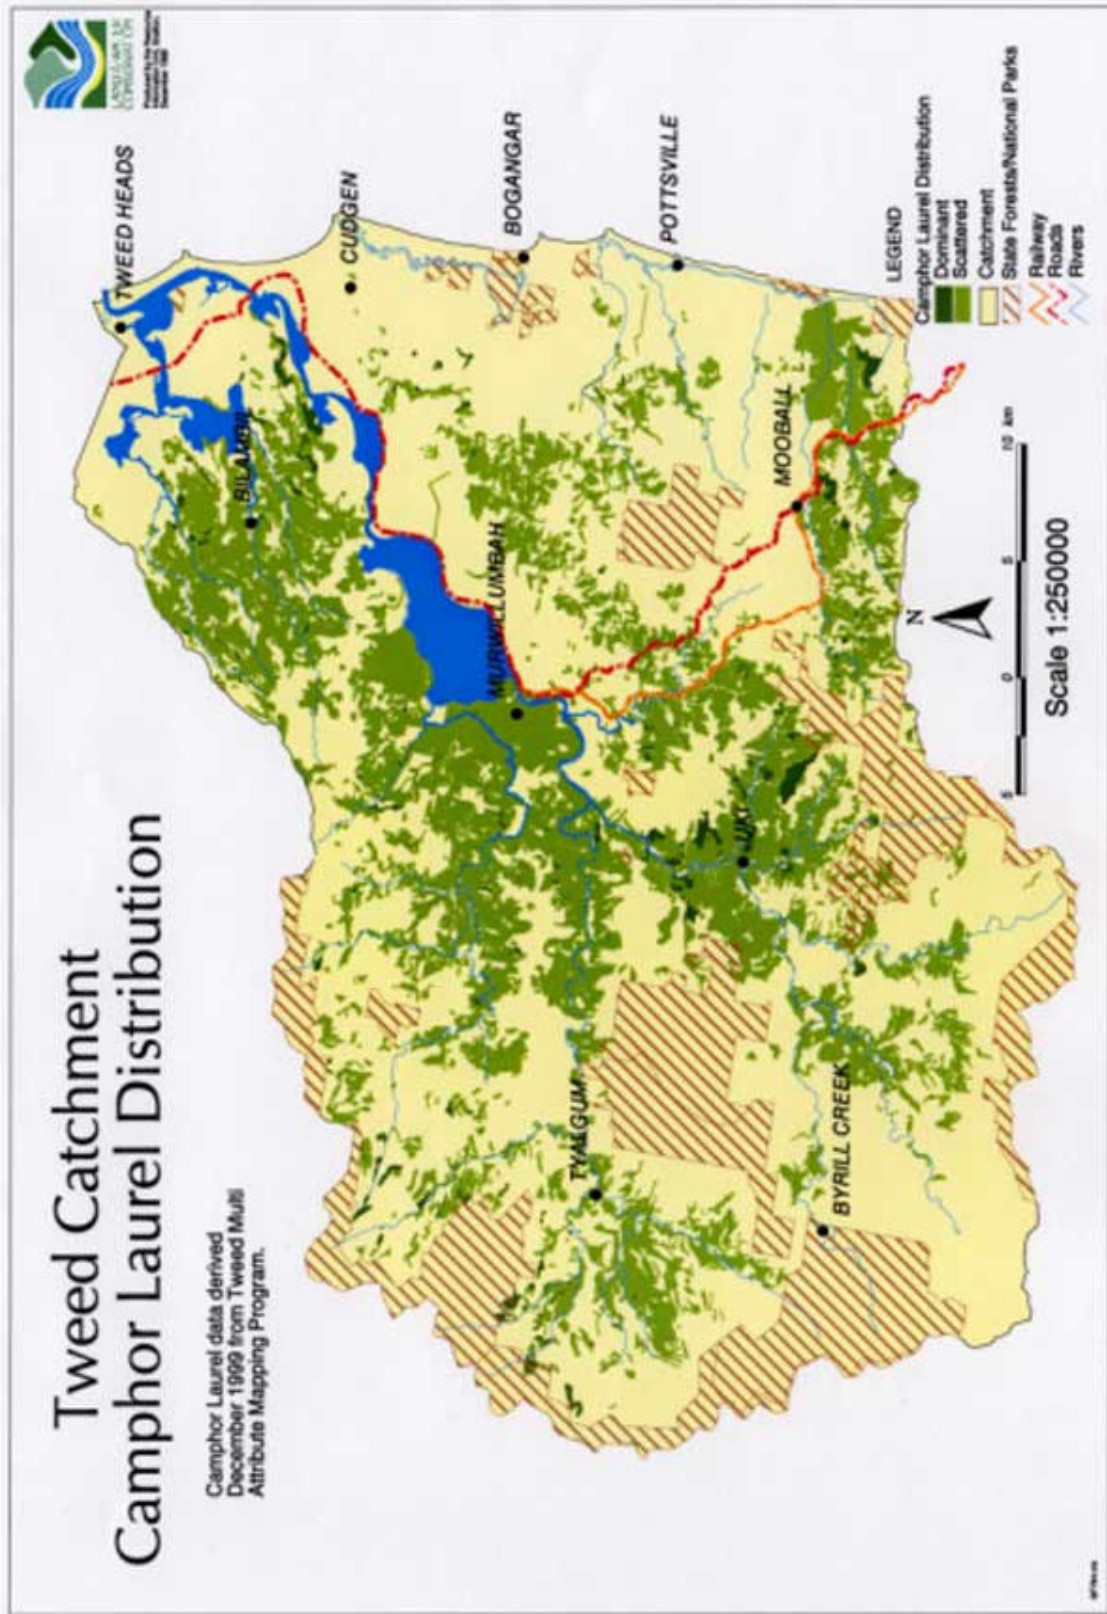 Tweed Catchment
Camphor Laurel Distribution
Camphor Laurel data derived
December 1999 from Tweed Multi
Attribute Mapping Program.
TWEED HEADS
CUDGEN
BOGANGAR
POTTSVILLE
BILAMBIL
MURWILLUMBAH
MOOBALL
UKI
TYALGUM
BYRILL CREEK
LEGEND
Camphor Laurel Distribution
Dominant
Scattered
Catchment
State Forests/National Parks
Railway
Roads
Rivers
N
5 0 5 10 km
Scale 1:250000